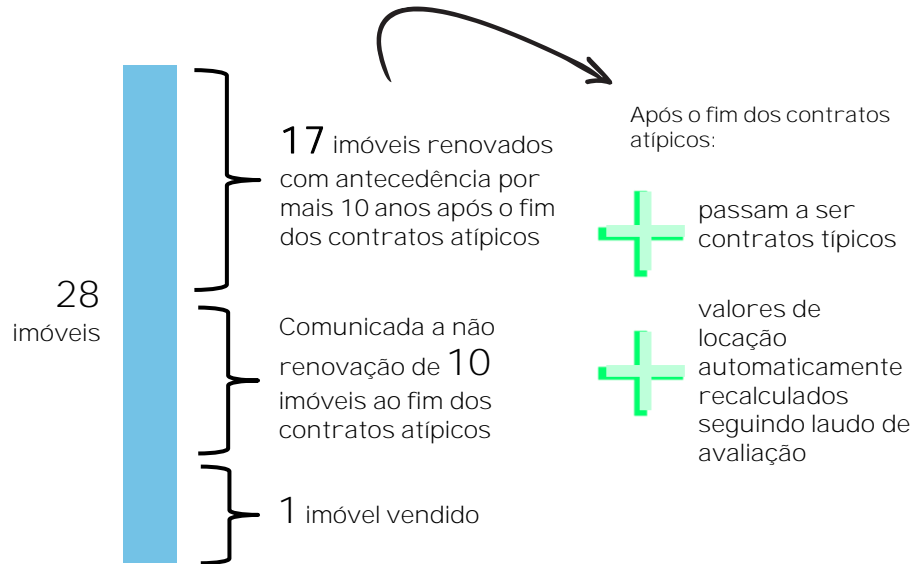 28
imóveis
17 imóveis renovados
com antecedência por
mais 10 anos após o fim
dos contratos atípicos
Comunicada a não
renovação de 10
imóveis ao fim dos
contratos atípicos
1 imóvel vendido
Após o fim dos contratos
atípicos:
passam a ser
contratos típicos
valores de
locação
automaticamente
recalculados
seguindo laudo de
avaliação